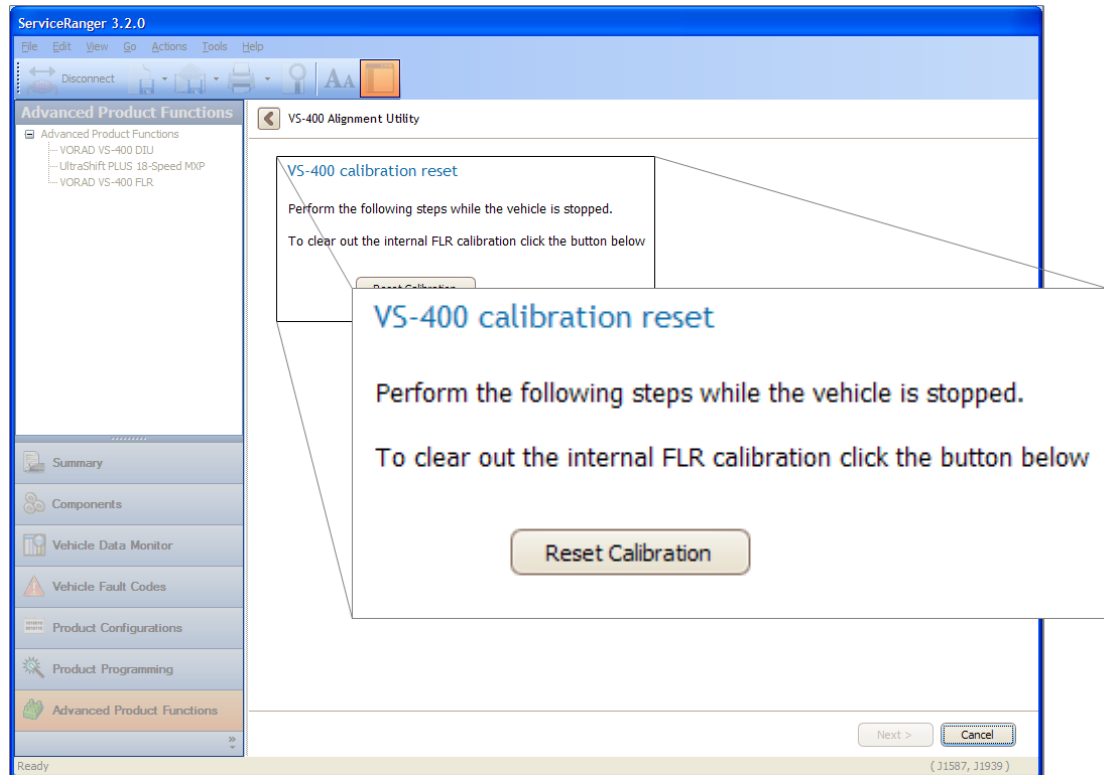 ServiceRanger 3.2.0
File Edit View Go Actions Tools Help
Disconnect AA
Advanced Product Functions
Advanced Product Functions
VORAD VS-400 DIU
UltraShift PLUS 18-Speed MXP
VORAD VS-400 FLR
VS-400 Alignment Utility
VS-400 calibration reset
Perform the following steps while the vehicle is stopped.
To clear out the internal FLR calibration click the button below
Reset Calibration
VS-400 calibration reset
Perform the following steps while the vehicle is stopped.
To clear out the internal FLR calibration click the button below
Reset Calibration
Summary
Components
Vehicle Data Monitor
Vehicle Fault Codes
Product Configurations
Product Programming
Advanced Product Functions
Next > Cancel
Ready ( J1587, J1939 )